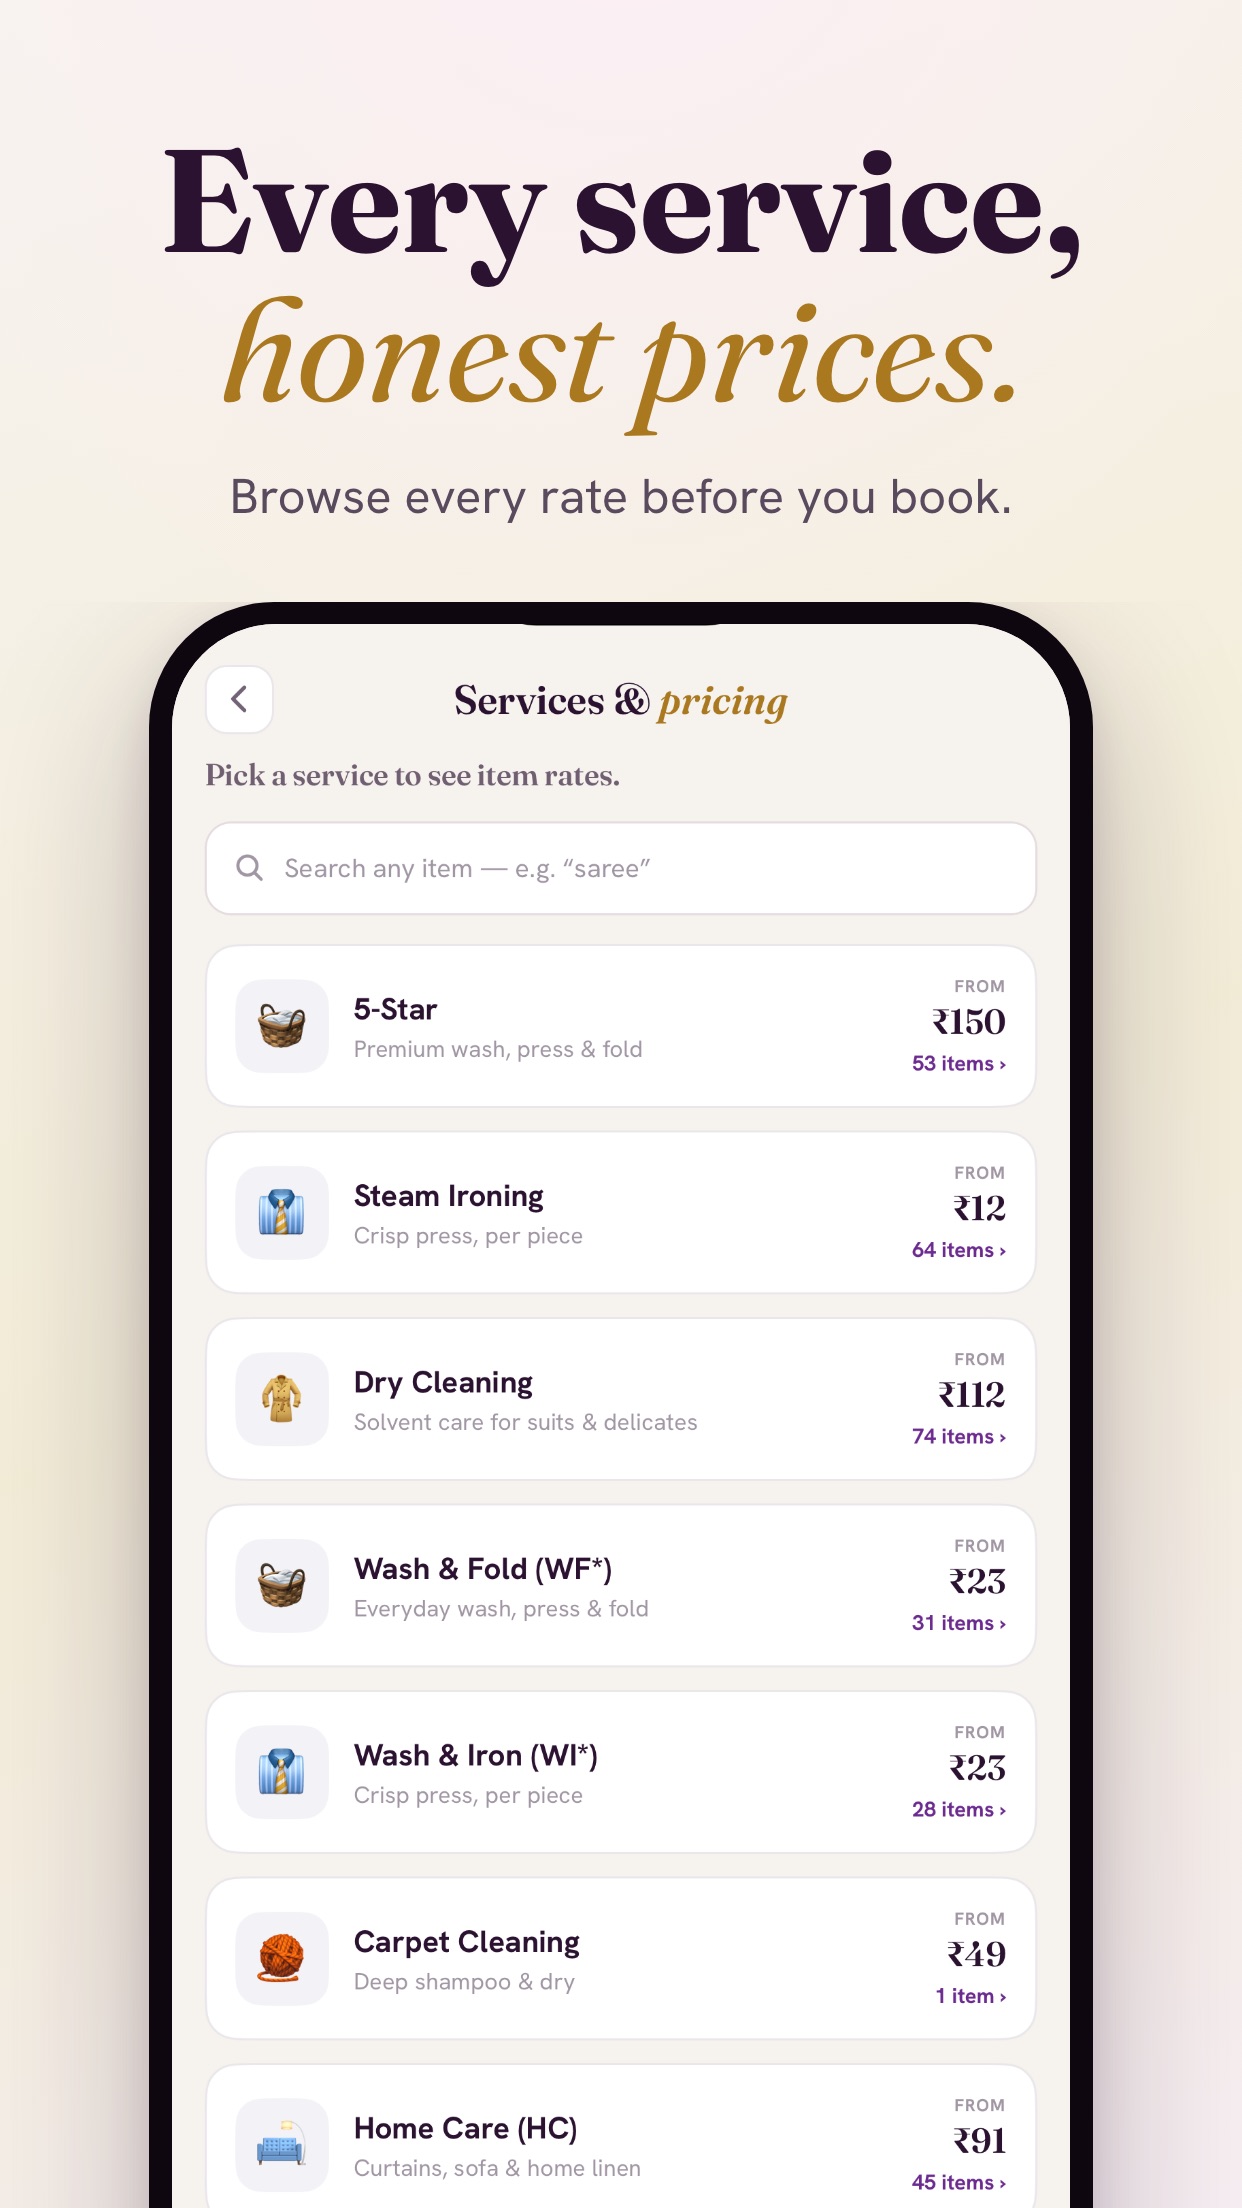 Every service,
honest prices.
Browse every rate before you book.
Services & pricing
Pick a service to see item rates.
Search any item — e.g. “saree”
5-Star
Premium wash, press & fold
FROM
₹150
53 items ›
Steam Ironing
Crisp press, per piece
FROM
₹12
64 items ›
Dry Cleaning
Solvent care for suits & delicates
FROM
₹112
74 items ›
Wash & Fold (WF*)
Everyday wash, press & fold
FROM
₹23
31 items ›
Wash & Iron (WI*)
Crisp press, per piece
FROM
₹23
28 items ›
Carpet Cleaning
Deep shampoo & dry
FROM
₹49
1 item ›
Home Care (HC)
Curtains, sofa & home linen
FROM
₹91
45 items ›